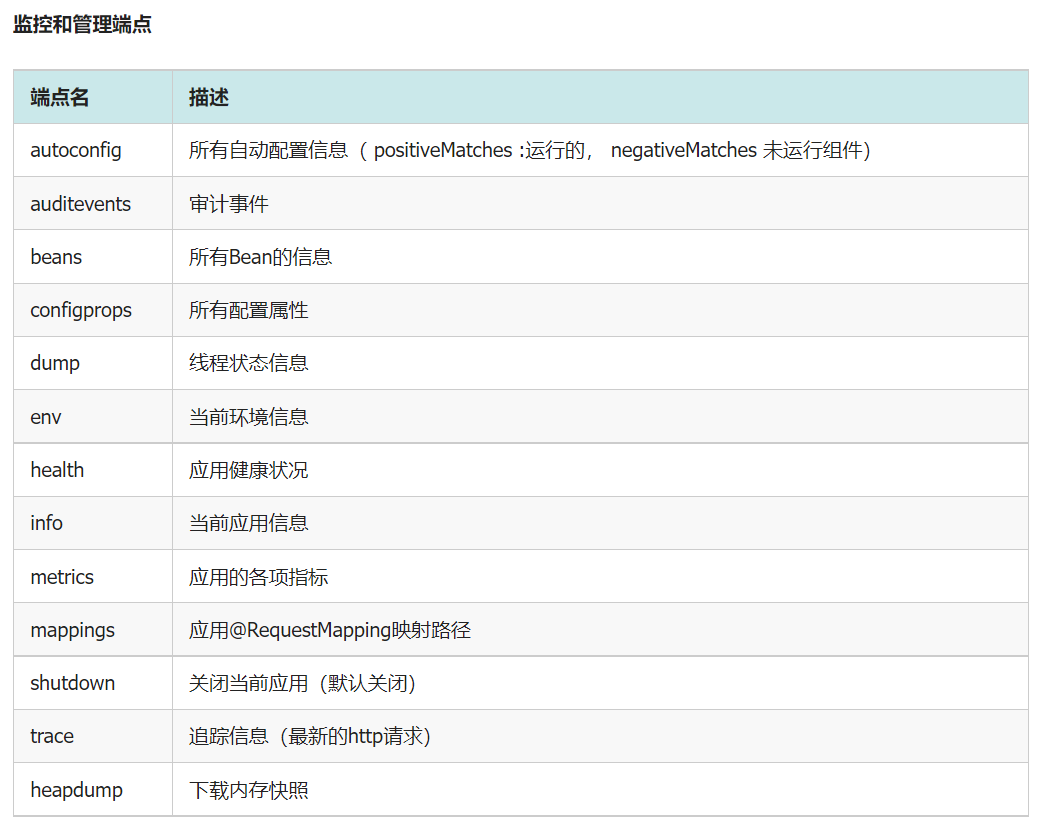 监控和管理端点
端点名 描述
autoconfig 所有自动配置信息（ positiveMatches :运行的， negativeMatches 未运行组件）
auditevents 审计事件
beans 所有Bean的信息
configprops 所有配置属性
dump 线程状态信息
env 当前环境信息
health 应用健康状况
info 当前应用信息
metrics 应用的各项指标
mappings 应用@RequestMapping映射路径
shutdown 关闭当前应用（默认关闭）
trace 追踪信息（最新的http请求）
heapdump 下载内存快照